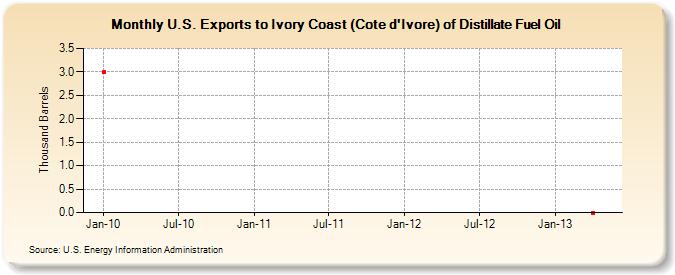 Monthly U.S. Exports to Ivory Coast (Cote d'Ivore) of Distillate Fuel Oil
Thousand Barrels
3.5
3.0
2.5
2.0
1.5
1.0
0.5
0.0
Jan-10 Jul-10 Jan-11 Jul-11 Jan-12 Jul-12 Jan-13
Source: U.S. Energy Information Administration